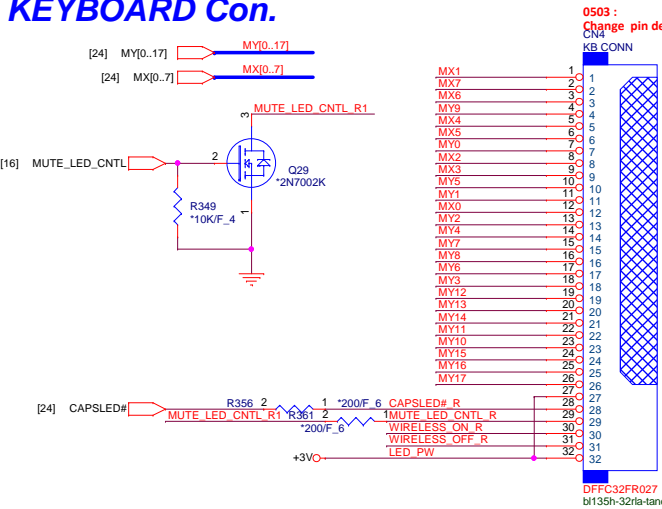 KEYBOARD Con.
0503 :
Change pin de
CN4
KB CONN
[24] MY[0..17] MY[0..17]
[24] MX[0..7] MX[0..7]
3 MUTE_LED_CNTL_R1
[16] MUTE_LED_CNTL 2
Q29
*2N7002K
R349
*10K/F_4
1
MX1 1 1
MX7 2 2
MX6 3 3
MY9 4 4
MX4 5 5
MX5 6 6
MY0 7 7
MX2 8 8
MX3 9 9
MY5 10 10
MY1 11 11
MX0 12 12
MY2 13 13
MY4 14 14
MY7 15 15
MY8 16 16
MY6 17 17
MY3 18 18
MY12 19 19
MY13 20 20
MY14 21 21
MY11 22 22
MY10 23 23
MY15 24 24
MY16 25 25
MY17 26 26
27 27
[24] CAPSLED# R356 2 1 *200/F_6 CAPSLED#_R 28 28
MUTE_LED_CNTL_R1 R361 2 1 MUTE_LED_CNTL_R 29 29
*200/F_6 WIRELESS_ON_R 30 30
WIRELESS_OFF_R 31 31
+3V LED_PW 32 32
DFFC32FR027